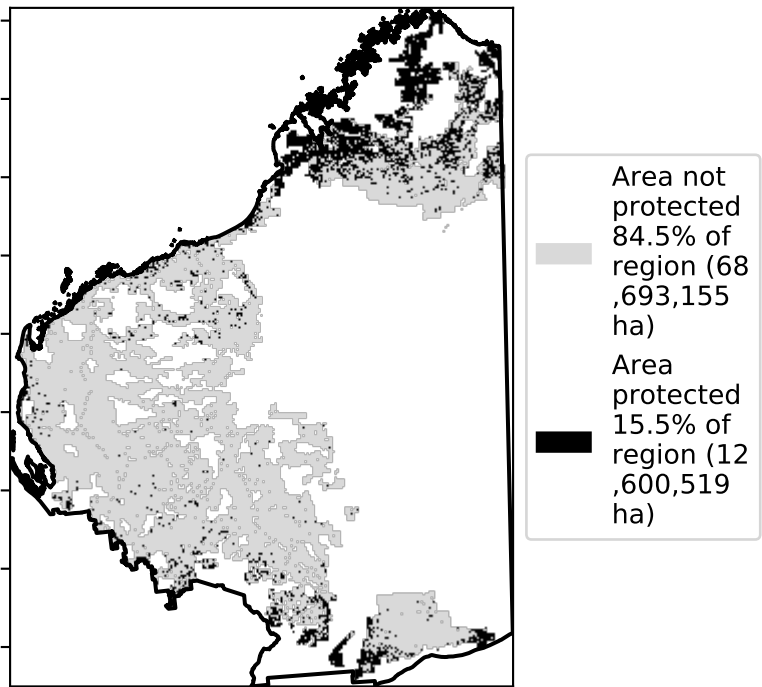 Area not
protected
84.5% of
region (68
,693,155
ha)
Area
protected
15.5% of
region (12
,600,519
ha)